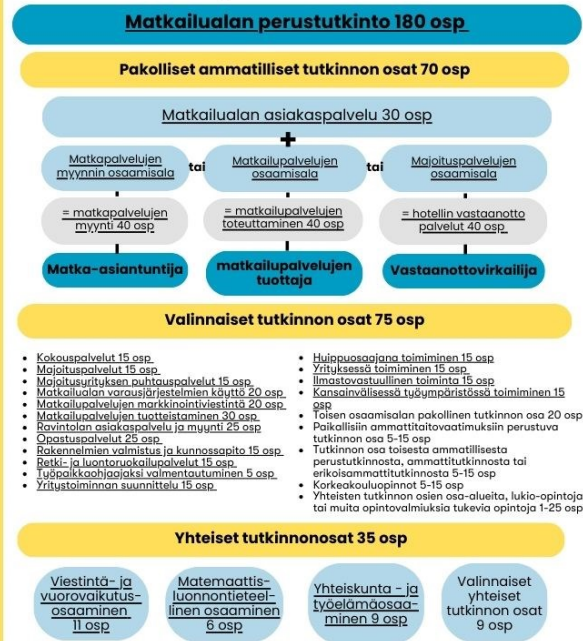 Matkailualan perustutkinto 180 osp
Pakolliset ammatilliset tutkinnon osat 70 osp
Matkailualan asiakaspalvelu 30 osp
+
Matkapalvelujen
myynnin osaamisala
tai
Matkailupalvelujen
osaamisala
tai
Majoituspalvelujen
osaamisala
= matkapalvelujen
myynti 40 osp
= matkailupalvelujen
toteuttaminen 40 osp
= hotellin vastaanotto
palvelut 40 osp
Matka-asiantuntija
matkailupalvelujen
tuottaja
Vastaanottovirkailija
Valinnaiset tutkinnon osat 75 osp
• Kokouspalvelut 15 osp
• Majoituspalvelut 15 osp
• Majoitusyrityksen puhtauspalvelut 15 osp
• Matkailualan varausjärjestelmien käyttö 20 osp
• Matkailupalvelujen markkinointiviestintä 20 osp
• Matkailupalvelujen tuotteistaminen 30 osp
• Ravintolan asiakaspalvelu ja myynti 25 osp
• Opastuspalvelut 25 osp
• Rakennelmien valmistus ja kunnossapito 15 osp
• Retki- ja luontoruokailupalvelut 15 osp
• Työpaikkaohjaajaksi valmentautuminen 5 osp
• Yritystoiminnan suunnittelu 15 osp
• Huippuosaajana toimiminen 15 osp
• Yrityksessä toimiminen 15 osp
• Ilmastovastuullinen toiminta 15 osp
• Kansainvälisessä työympäristössä toimiminen 15
osp
• Toisen osaamisalan pakollinen tutkinnon osa 20 osp
• Paikallisiin ammattitaitovaatimuksiin perustuva
tutkinnon osa 5-15 osp
• Tutkinnon osa toisesta ammatillisesta
perustutkinnosta, ammattitutkinnosta tai
erikoisammattitutkinnosta 5-15 osp
• Korkeakouluopinnot 5-15 osp
• Yhteisten tutkinnon osien osa-alueita, lukio-opintoja
tai muita opintovalmiuksia tukevia opintoja 1-25 osp
Yhteiset tutkinnonosat 35 osp
Viestintä- ja
vuorovaikutus-
osaaminen
11 osp
Matemaattis-
luonnontieteel-
linen osaaminen
6 osp
Yhteiskunta - ja
työelämäosaa-
minen 9 osp
Valinnaiset
yhteiset
tutkinnon osat
9 osp